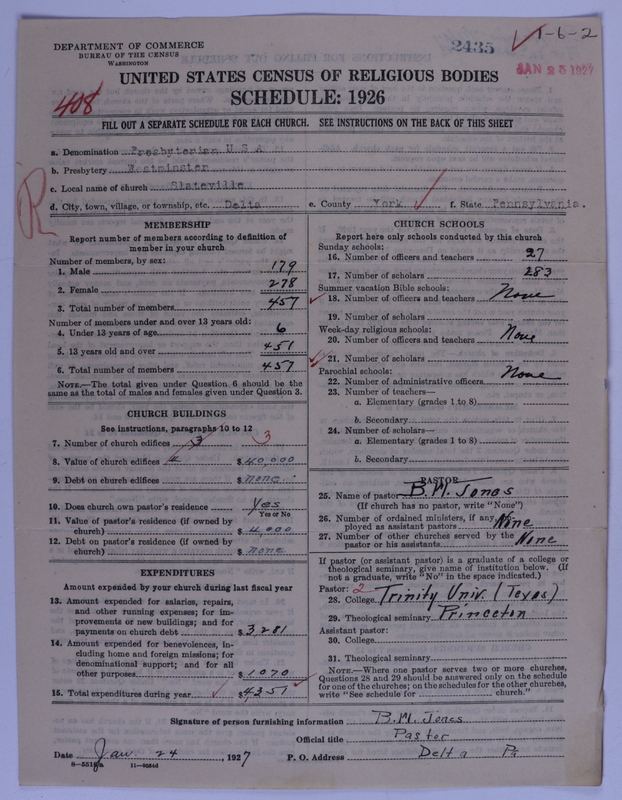 DEPARTMENT OF COMMERCE
BUREAU OF THE CENSUS
WASHINGTON
2435
1-6-2
JAN 25 1927
UNITED STATES CENSUS OF RELIGIOUS BODIES
SCHEDULE: 1926
408
FILL OUT A SEPARATE SCHEDULE FOR EACH CHURCH. SEE INSTRUCTIONS ON THE BACK OF THIS SHEET
a. Denomination Presbyterian U S A
b. Presbytery Westminster
c. Local name of church Slateville
d. City, town, village, or township, etc. Delta e. County York f. State Pennsylvania.
R
MEMBERSHIP
Report number of members according to definition of
member in your church
Number of members, by sex:
1. Male 179
2. Female 278
3. Total number of members 457
Number of members under and over 13 years old:
4. Under 13 years of age 6
5. 13 years old and over 451
6. Total number of members 457
NOTE.—The total given under Question 6 should be
same as the total of males and females given under Question 3.
CHURCH BUILDINGS
See instructions, paragraphs 10 to 12
7. Number of church edifices 3 3
8. Value of church edifices $ 40,000
9. Debt on church edifices $ none
10. Does church own pastor's residence Yes
Yes or No
11. Value of pastor's residence (if owned by
church) $ 4,000
12. Debt on pastor's residence (if owned by
church) $ none
EXPENDITURES
Amount expended by your church during last fiscal year
13. Amount expended for salaries, repairs,
and other running expenses; for im-
provements or new buildings; and for
payments on church debt $ 3,281
14. Amount expended for benevolences, in-
cluding home and foreign missions; for
denominational support; and for all
other purposes $ 1070
15. Total expenditures during year $ 4351
CHURCH SCHOOLS
Report here only schools conducted by this church
Sunday schools:
16. Number of officers and teachers 27
17. Number of scholars 283
Summer vacation Bible schools:
18. Number of officers and teachers None
19. Number of scholars
Week-day religious schools:
20. Number of officers and teachers None
21. Number of scholars
Parochial schools:
22. Number of administrative officers None
23. Number of teachers—
a. Elementary (grades 1 to 8)
b. Secondary
24. Number of scholars—
a. Elementary (grades 1 to 8)
b. Secondary
PASTOR
25. Name of pastor B. M. Jones
(If church has no pastor, write "None")
26. Number of ordained ministers, if any em-
ployed as assistant pastors None
27. Number of other churches served by the
pastor or his assistants None
If pastor (or assistant pastor) is a graduate of a college or
theological seminary, give name of institution below. (If
not a graduate, write "No" in the space indicated.)
Pastor: 2
28. College Trinity Univ. (Texas)
29. Theological seminary Princeton
Assistant pastor:
30. College
31. Theological seminary
NOTE.—Where one pastor serves two or more churches,
Questions 28 and 29 should be answered only on the schedule
for one of the churches; on the schedules for the other churches,
write "See schedule for church."
Signature of person furnishing information B. M. Jones
Official title Pastor
Date Jan. 24, 1927 P. O. Address Delta Pa